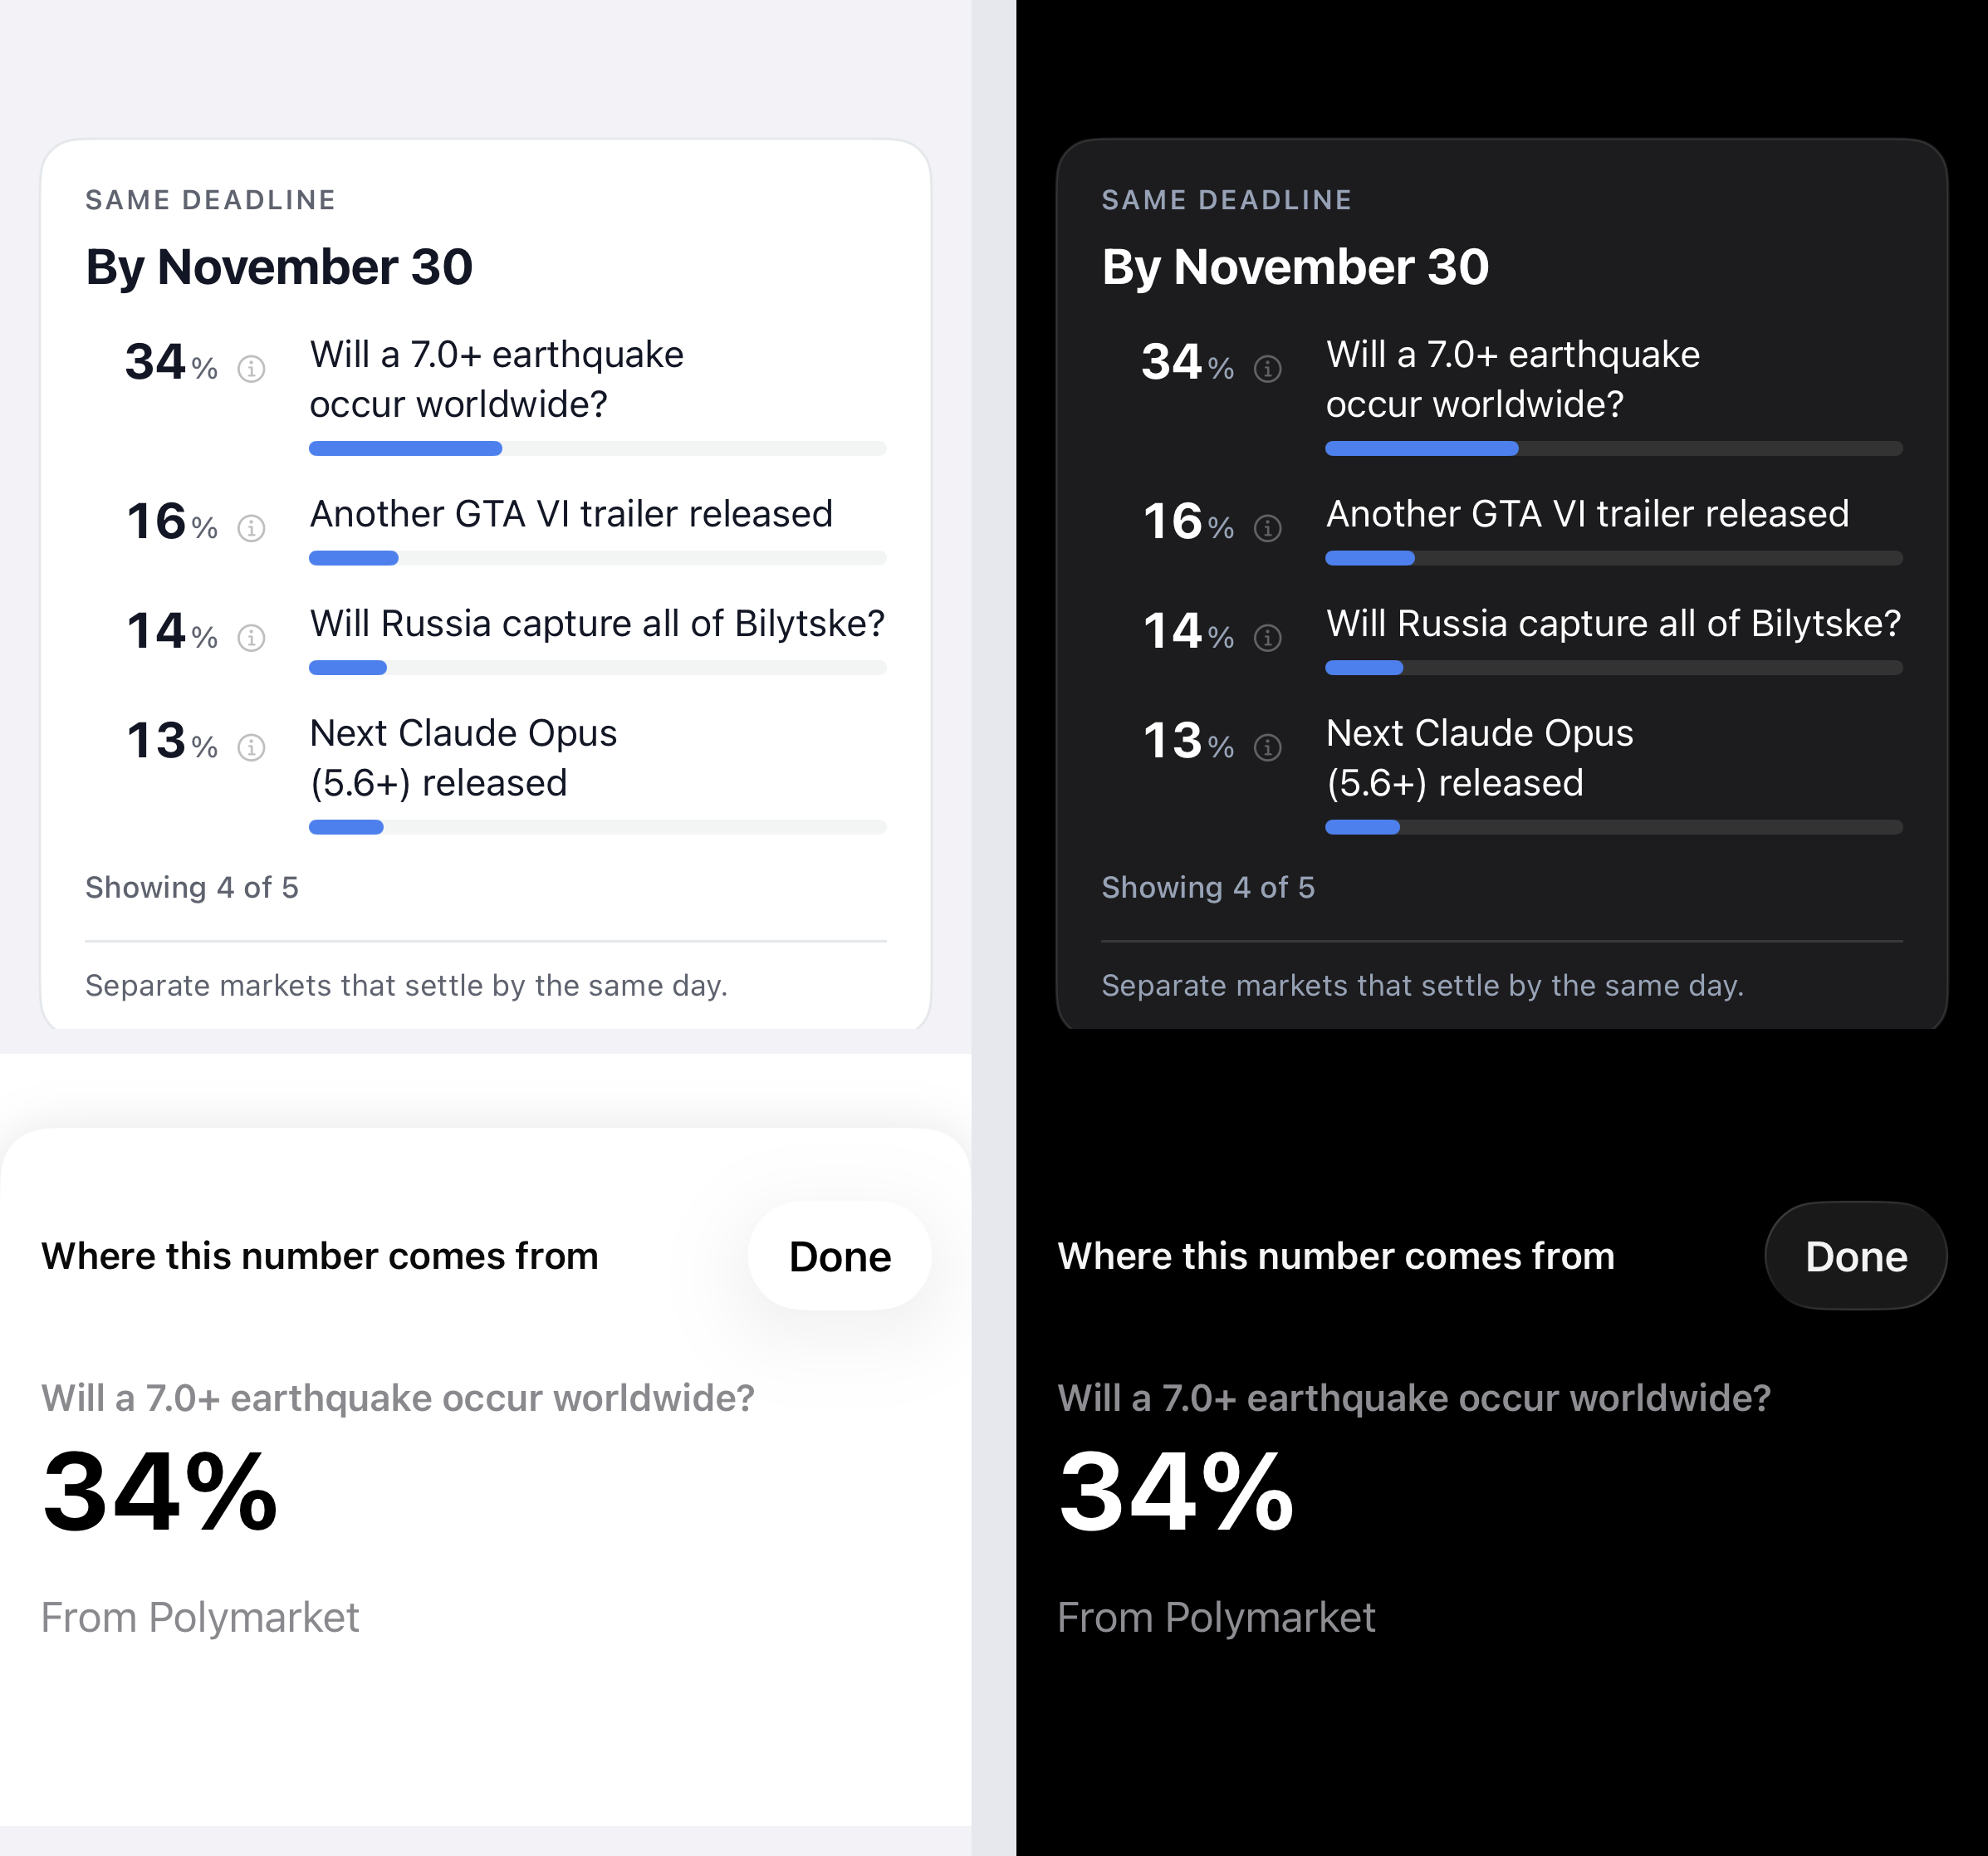 SAME DEADLINE
By November 30
34%
Will a 7.0+ earthquake
occur worldwide?
16%
Another GTA VI trailer released
14%
Will Russia capture all of Bilytske?
13%
Next Claude Opus
(5.6+) released
Showing 4 of 5
Separate markets that settle by the same day.
Where this number comes from
Done
Will a 7.0+ earthquake occur worldwide?
34%
From Polymarket
SAME DEADLINE
By November 30
34%
Will a 7.0+ earthquake
occur worldwide?
16%
Another GTA VI trailer released
14%
Will Russia capture all of Bilytske?
13%
Next Claude Opus
(5.6+) released
Showing 4 of 5
Separate markets that settle by the same day.
Where this number comes from
Done
Will a 7.0+ earthquake occur worldwide?
34%
From Polymarket